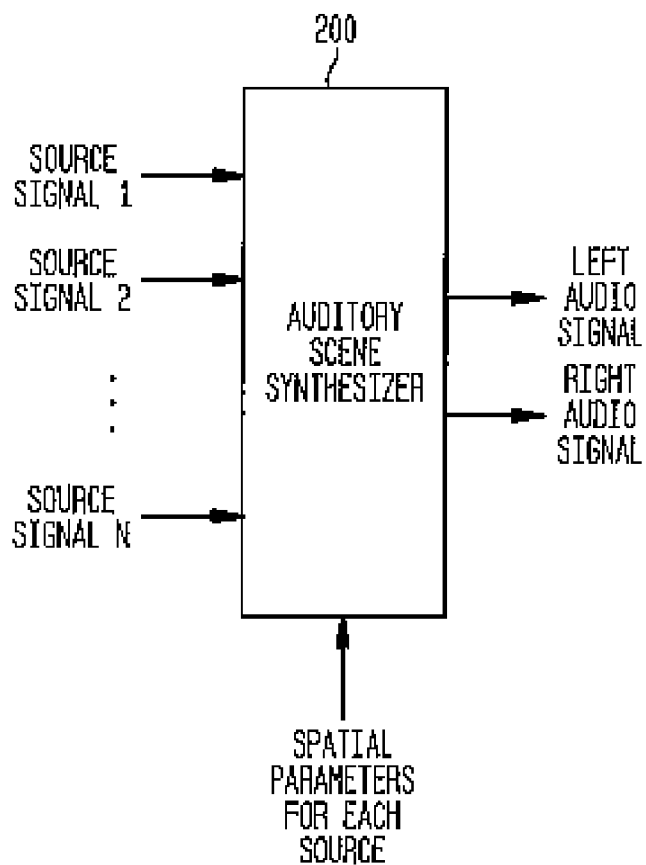 200
SOURCE
SIGNAL 1
SOURCE
SIGNAL 2
SOURCE
SIGNAL N
AUDITORY
SCENE
SYNTHESIZER
LEFT
AUDIO
SIGNAL
RIGHT
AUDIO
SIGNAL
SPATIAL
PARAMETERS
FOR EACH
SOURCE